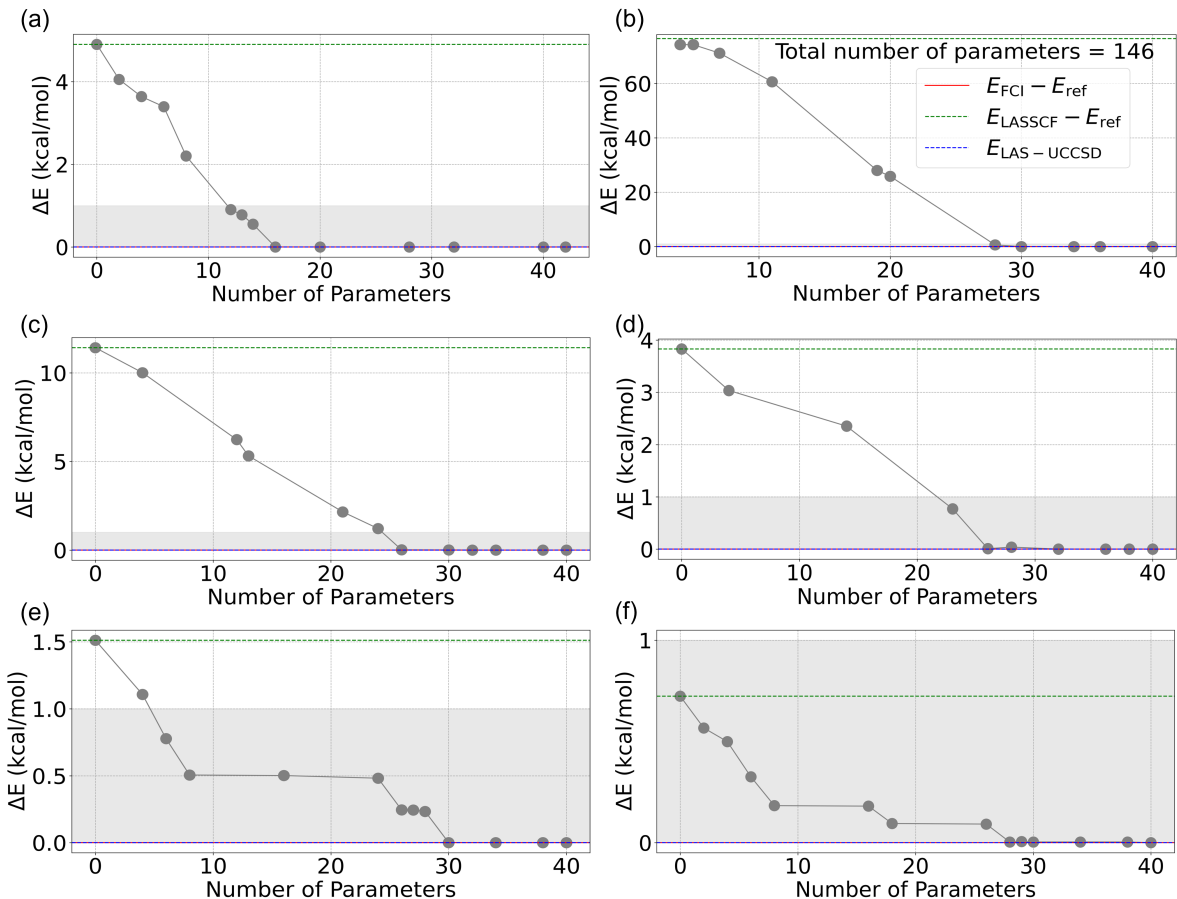 (a)
ΔE (kcal/mol)
4
2
0
0 10 20 30 40
Number of Parameters
(b)
Total number of parameters = 146
E_FCI − E_ref
E_LASSCF − E_ref
E_LAS − UCCSD
ΔE (kcal/mol)
60
40
20
0
10 20 30 40
Number of Parameters
(c)
ΔE (kcal/mol)
10
5
0
0 10 20 30 40
Number of Parameters
(d)
ΔE (kcal/mol)
4
3
2
1
0
0 10 20 30 40
Number of Parameters
(e)
ΔE (kcal/mol)
1.5
1.0
0.5
0.0
0 10 20 30 40
Number of Parameters
(f)
ΔE (kcal/mol)
1
0
0 10 20 30 40
Number of Parameters